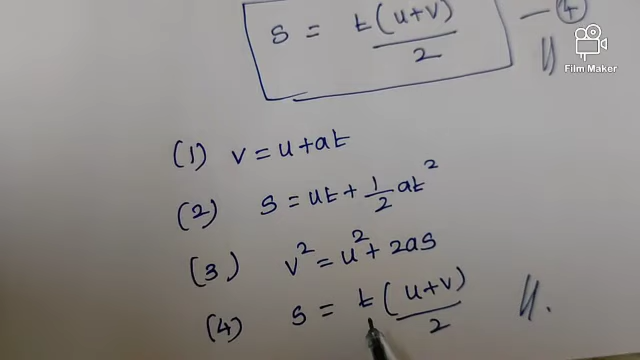 s = t(u+v)/2 — ④
Film Maker
(1) v = u + at
(2) s = ut + 1/2 at²
(3) v² = u² + 2as
(4) s = t(u+v)/2